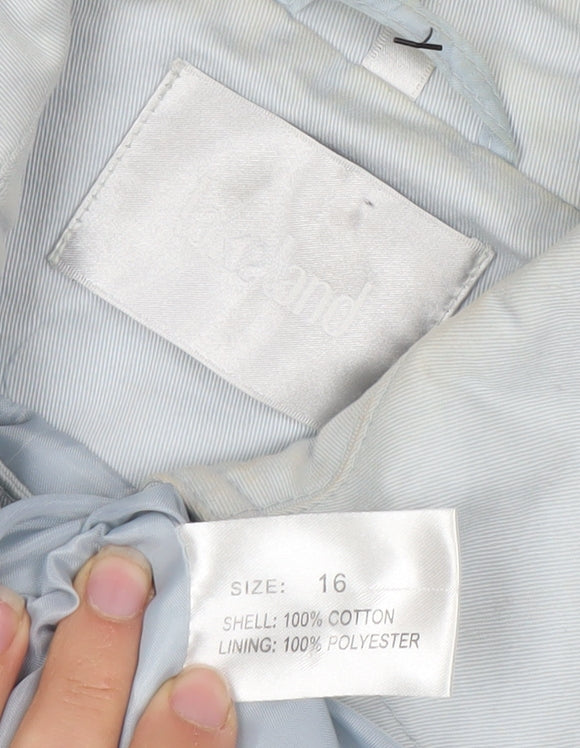 SIZE: 16
SHELL: 100% COTTON
LINING: 100% POLYESTER